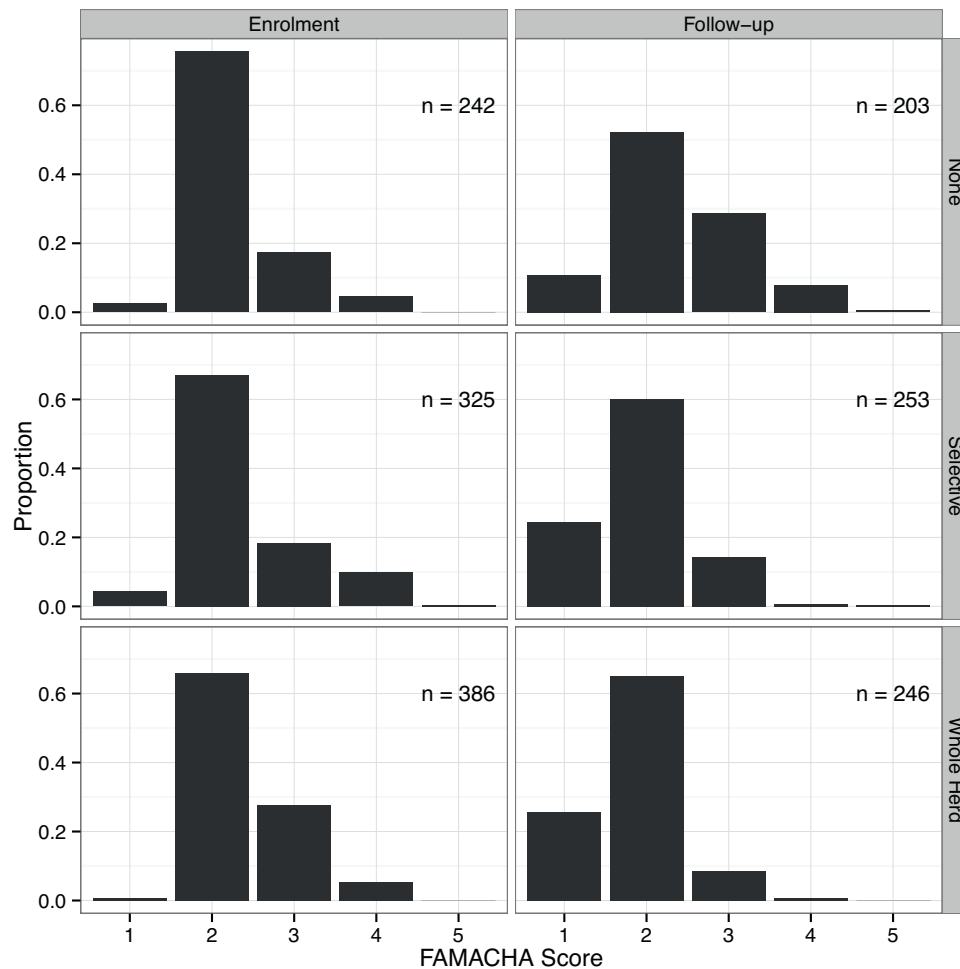 Enrolment
Follow−up
0.6
0.4
0.2
0.0
n = 242
n = 203
None
0.6
0.4
0.2
0.0
n = 325
n = 253
Selective
0.6
0.4
0.2
0.0
n = 386
n = 246
Whole Herd
Proportion
1 2 3 4 5
1 2 3 4 5
FAMACHA Score